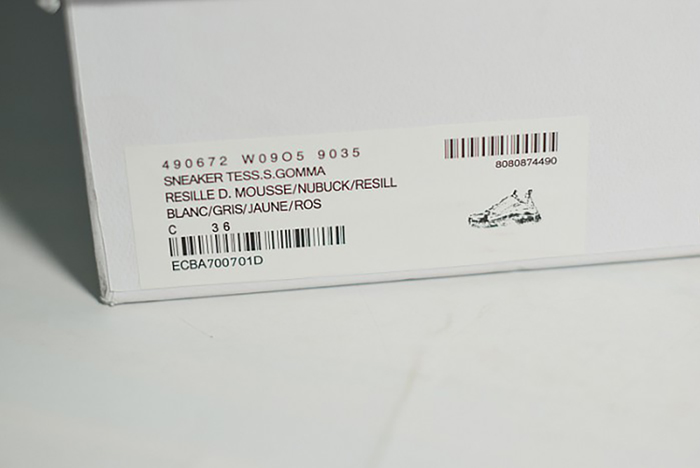 490672 W09O5 9035
SNEAKER TESS.S.GOMMA
RESILLE D. MOUSSE/NUBUCK/RESILL
BLANC/GRIS/JAUNE/ROS
C 36
ECBA700701D
8080874490